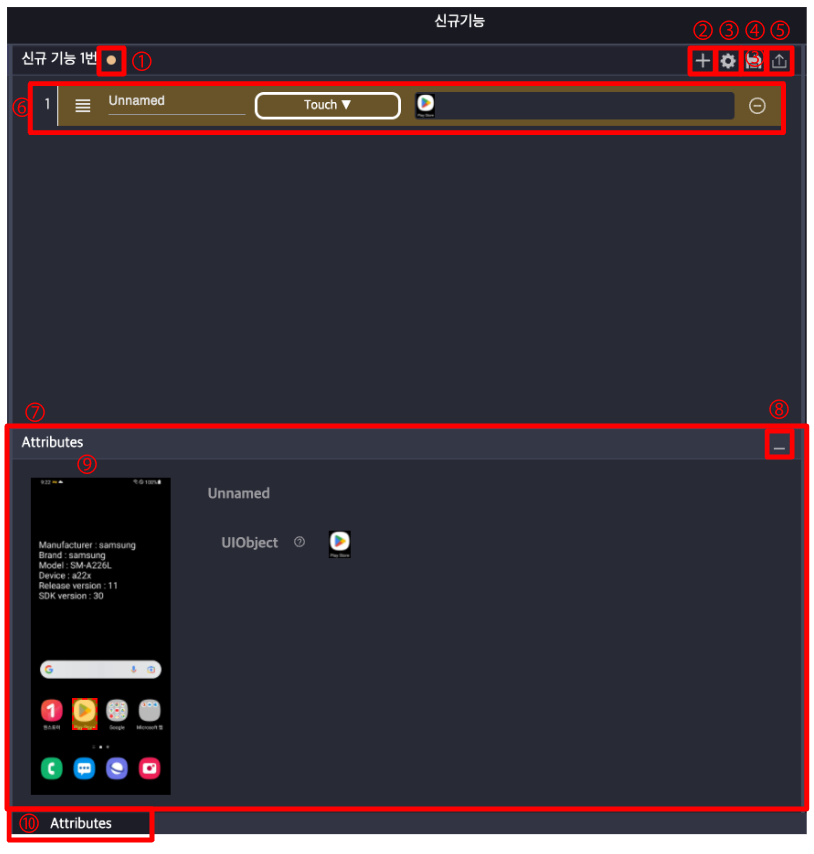 신규기능
② ③ ④ ⑤
신규 기능 1번 ①
⑥ 1 Unnamed Touch ▼ Play Store
⑦ ⑧
Attributes
⑨
9:22 100%
Unnamed
UIObject Play Store
Manufacturer : samsung
Brand : samsung
Model : SM-A226L
Device : a22x
Release version : 11
SDK version : 30
원스토어 Play 스토어 Google Microsoft 앱
⑩ Attributes